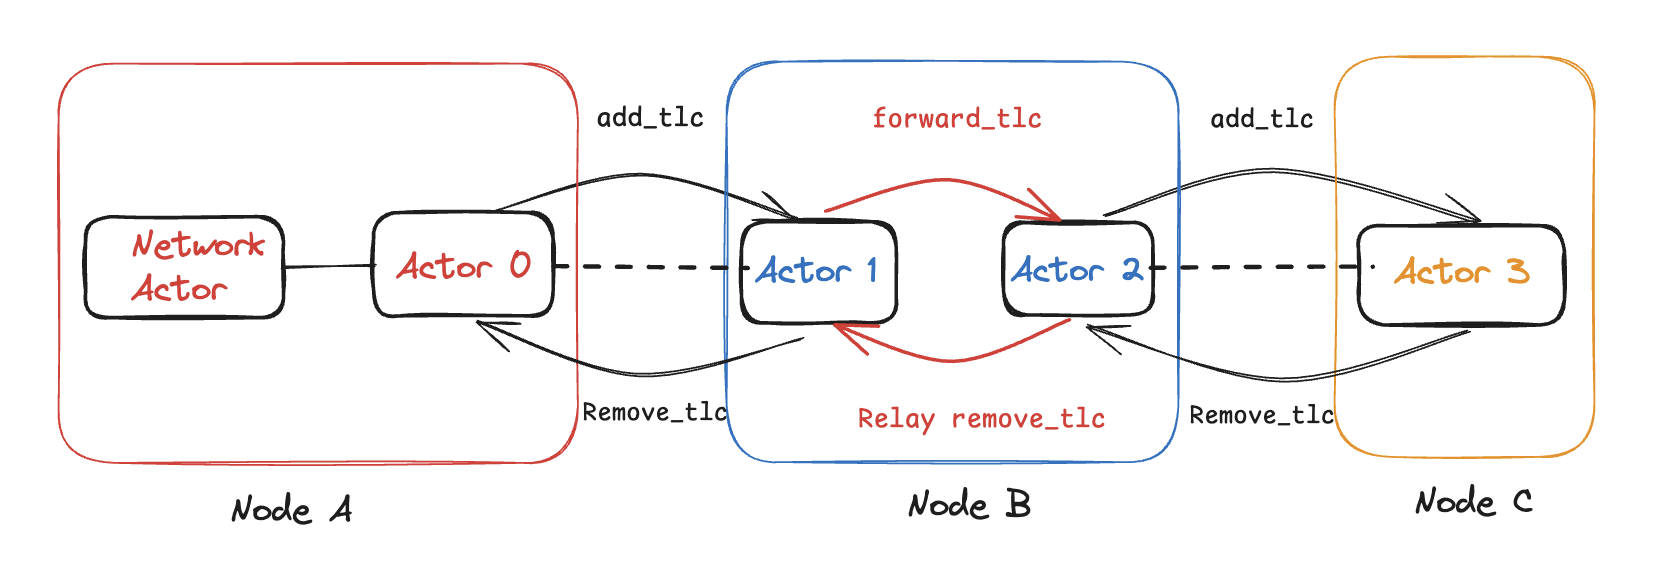 add_tlc
forward_tlc
add_tlc
Network
Actor
Actor 0
Actor 1
Actor 2
Actor 3
Remove_tlc
Relay remove_tlc
Remove_tlc
Node A
Node B
Node C